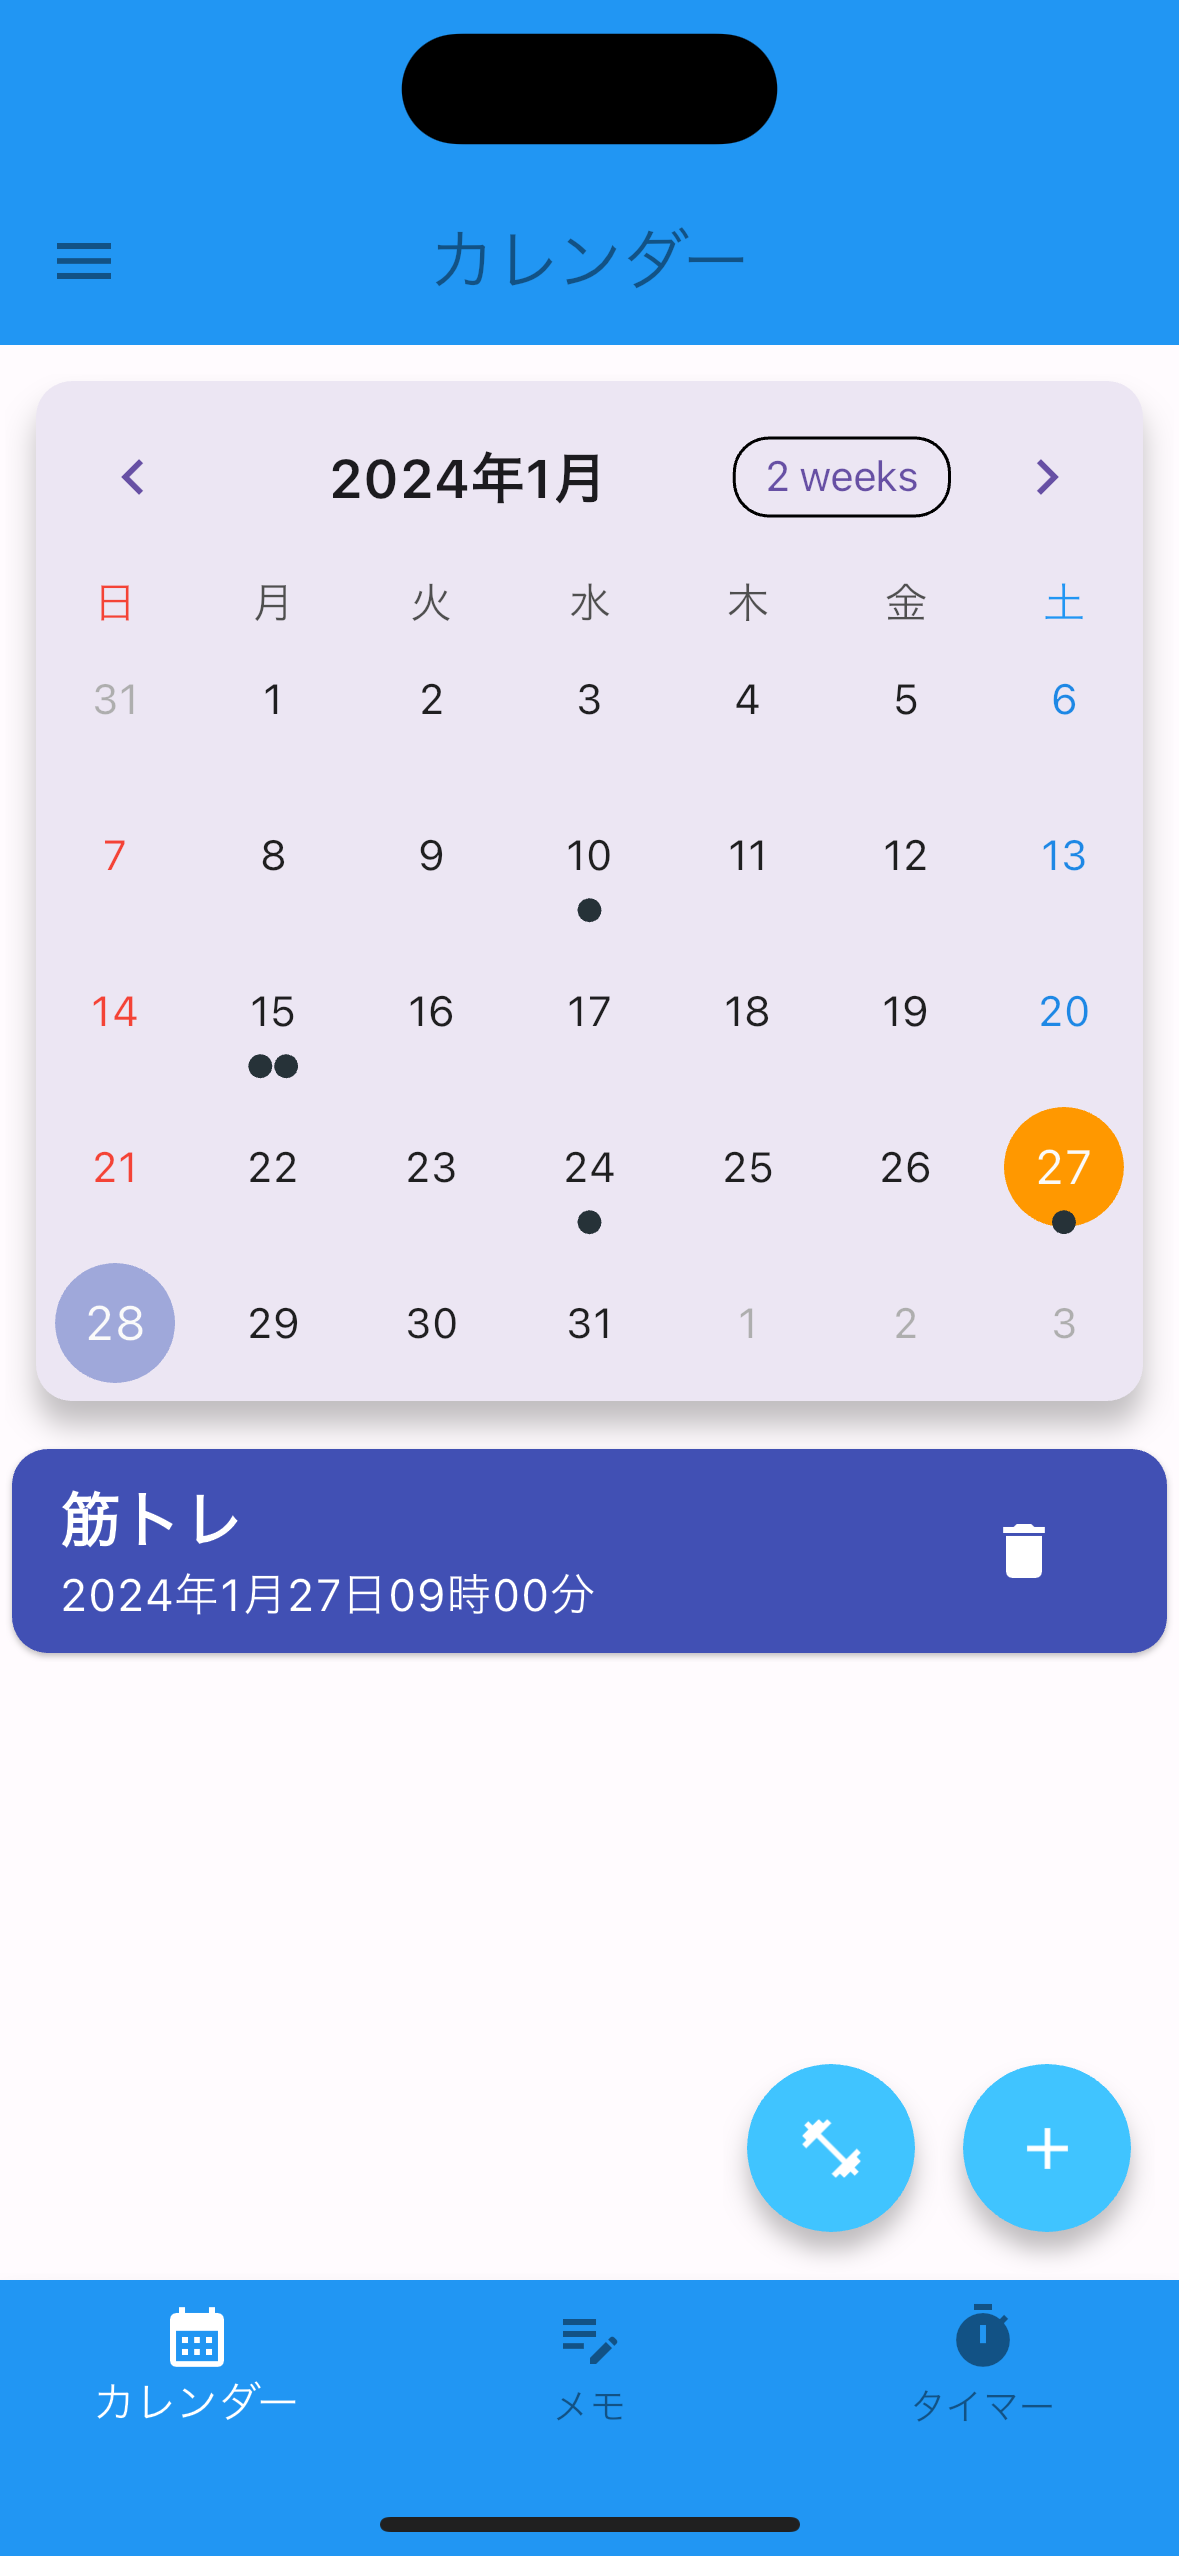 カレンダー
2024年1月 2 weeks
日 月 火 水 木 金 土
31 1 2 3 4 5 6
7 8 9 10 11 12 13
14 15 16 17 18 19 20
21 22 23 24 25 26 27
28 29 30 31 1 2 3
筋トレ
2024年1月27日09時00分
カレンダー メモ タイマー